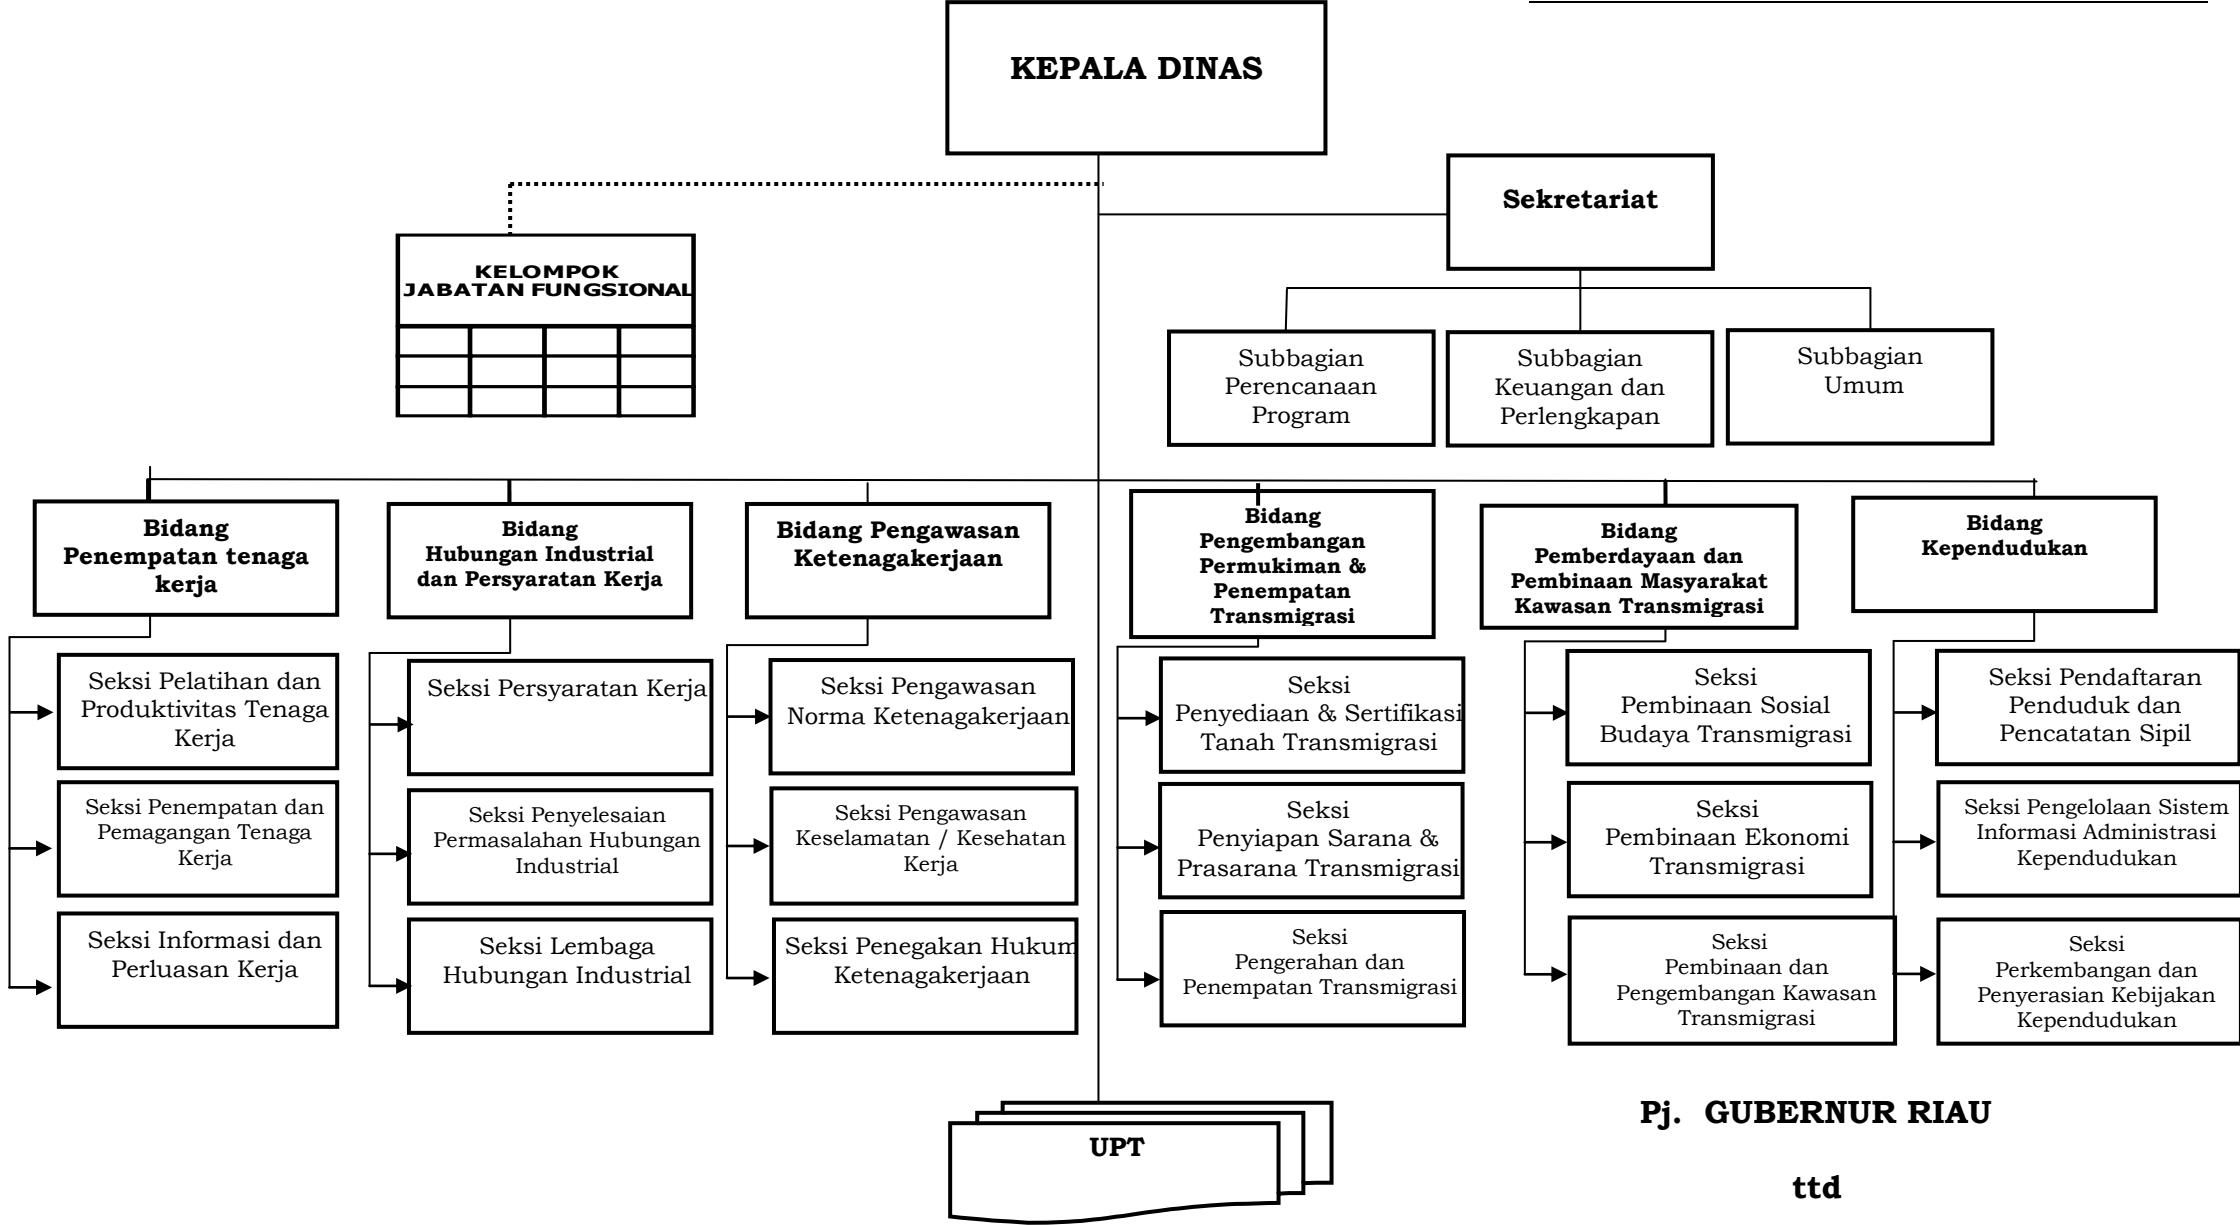 KEPALA DINAS
Sekretariat
KELOMPOK
JABATAN FUNGSIONAL
Subbagian
Perencanaan
Program
Subbagian
Keuangan dan
Perlengkapan
Subbagian
Umum
Bidang
Penempatan tenaga
kerja
Bidang
Hubungan Industrial
dan Persyaratan Kerja
Bidang Pengawasan
Ketenagakerjaan
Bidang
Pengembangan
Permukiman &
Penempatan
Transmigrasi
Bidang
Pemberdayaan dan
Pembinaan Masyarakat
Kawasan Transmigrasi
Bidang
Kependudukan
Seksi Pelatihan dan
Produktivitas Tenaga
Kerja
Seksi Persyaratan Kerja
Seksi Pengawasan
Norma Ketenagakerjaan
Seksi
Penyediaan & Sertifikasi
Tanah Transmigrasi
Seksi
Pembinaan Sosial
Budaya Transmigrasi
Seksi Pendaftaran
Penduduk dan
Pencatatan Sipil
Seksi Penempatan dan
Pemagangan Tenaga
Kerja
Seksi Penyelesaian
Permasalahan Hubungan
Industrial
Seksi Pengawasan
Keselamatan / Kesehatan
Kerja
Seksi
Penyiapan Sarana &
Prasarana Transmigrasi
Seksi
Pembinaan Ekonomi
Transmigrasi
Seksi Pengelolaan Sistem
Informasi Administrasi
Kependudukan
Seksi Informasi dan
Perluasan Kerja
Seksi Lembaga
Hubungan Industrial
Seksi Penegakan Hukum
Ketenagakerjaan
Seksi
Pengerahan dan
Penempatan Transmigrasi
Seksi
Pembinaan dan
Pengembangan Kawasan
Transmigrasi
Seksi
Perkembangan dan
Penyerasian Kebijakan
Kependudukan
UPT
Pj. GUBERNUR RIAU
ttd